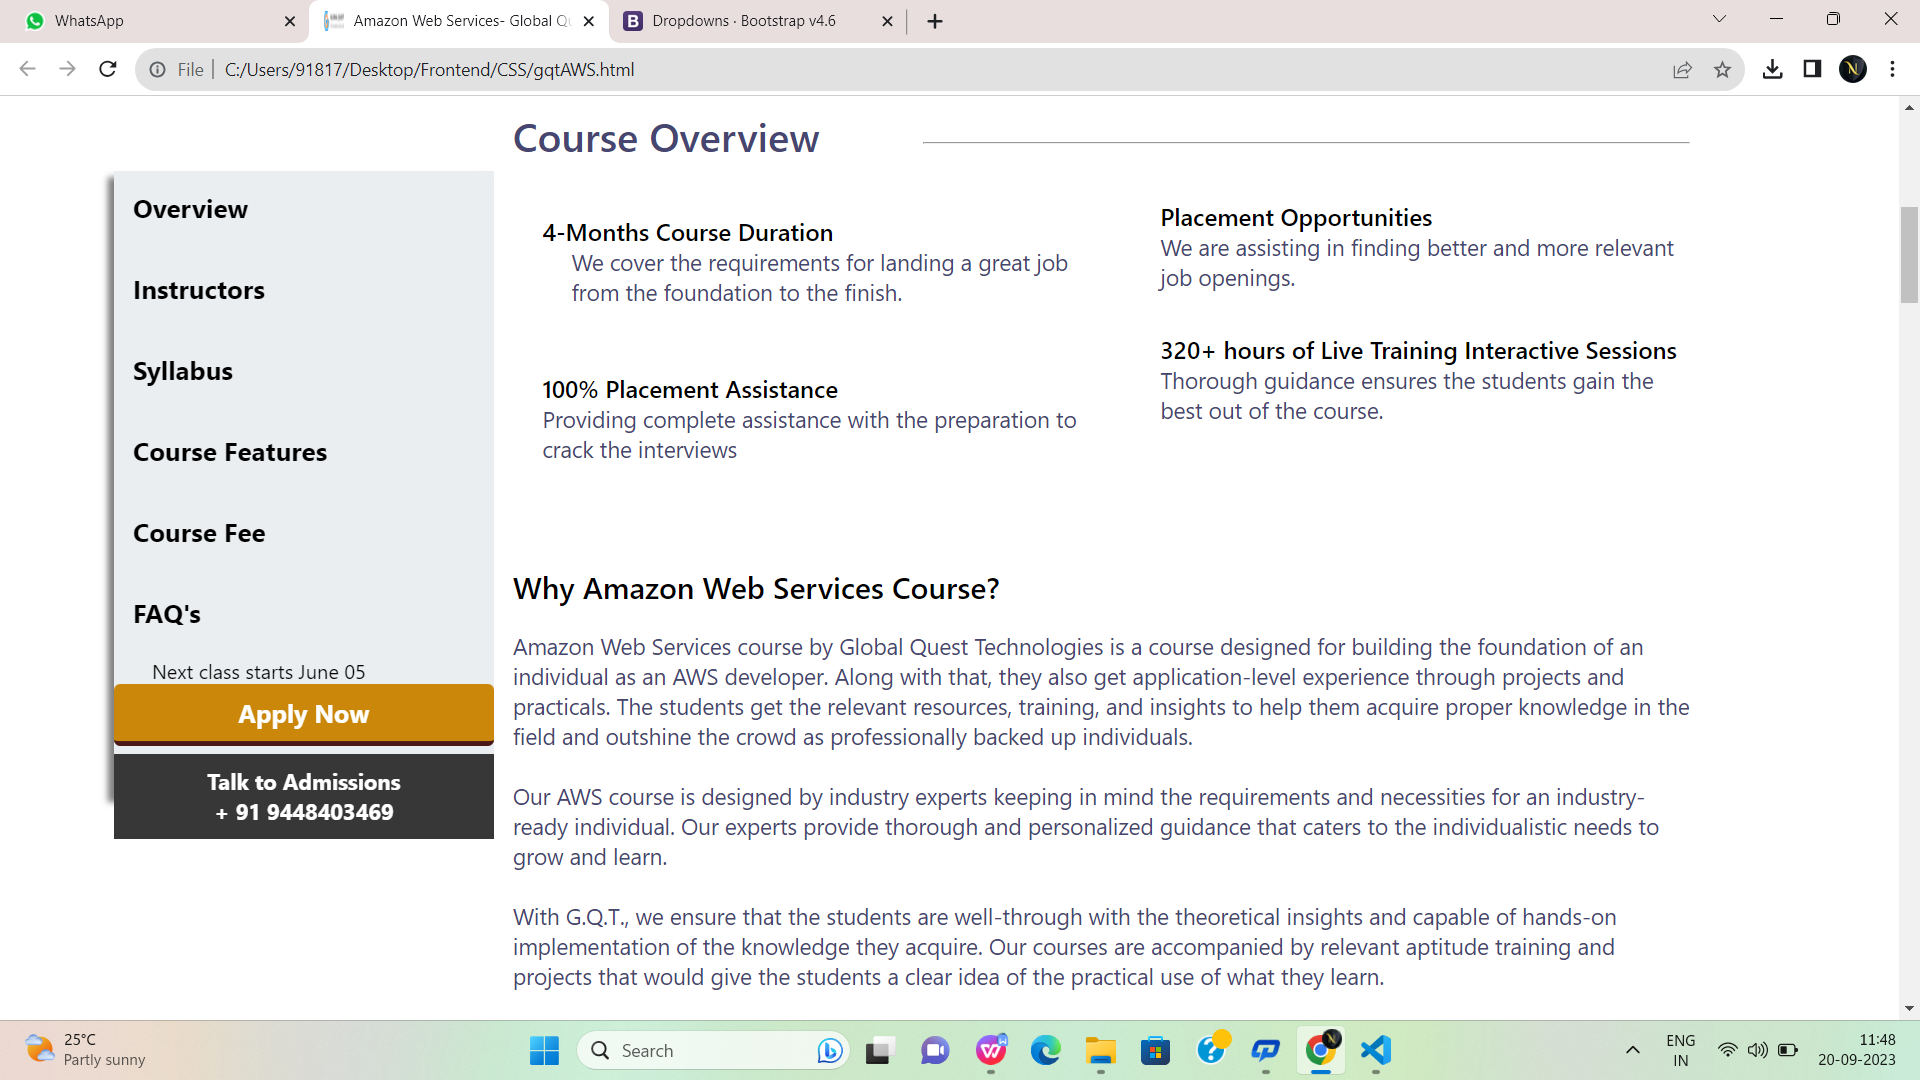 WhatsApp
Amazon Web Services- Global Qu
Dropdowns · Bootstrap v4.6
File
C:/Users/91817/Desktop/Frontend/CSS/gqtAWS.html
Overview
Instructors
Syllabus
Course Features
Course Fee
FAQ's
Next class starts June 05
Apply Now
Talk to Admissions
+ 91 9448403469
Course Overview
4-Months Course Duration
We cover the requirements for landing a great job
from the foundation to the finish.
100% Placement Assistance
Providing complete assistance with the preparation to
crack the interviews
Placement Opportunities
We are assisting in finding better and more relevant
job openings.
320+ hours of Live Training Interactive Sessions
Thorough guidance ensures the students gain the
best out of the course.
Why Amazon Web Services Course?
Amazon Web Services course by Global Quest Technologies is a course designed for building the foundation of an
individual as an AWS developer. Along with that, they also get application-level experience through projects and
practicals. The students get the relevant resources, training, and insights to help them acquire proper knowledge in the
field and outshine the crowd as professionally backed up individuals.
Our AWS course is designed by industry experts keeping in mind the requirements and necessities for an industry-
ready individual. Our experts provide thorough and personalized guidance that caters to the individualistic needs to
grow and learn.
With G.Q.T., we ensure that the students are well-through with the theoretical insights and capable of hands-on
implementation of the knowledge they acquire. Our courses are accompanied by relevant aptitude training and
projects that would give the students a clear idea of the practical use of what they learn.
25°C
Partly sunny
Search
ENG
IN
11:48
20-09-2023